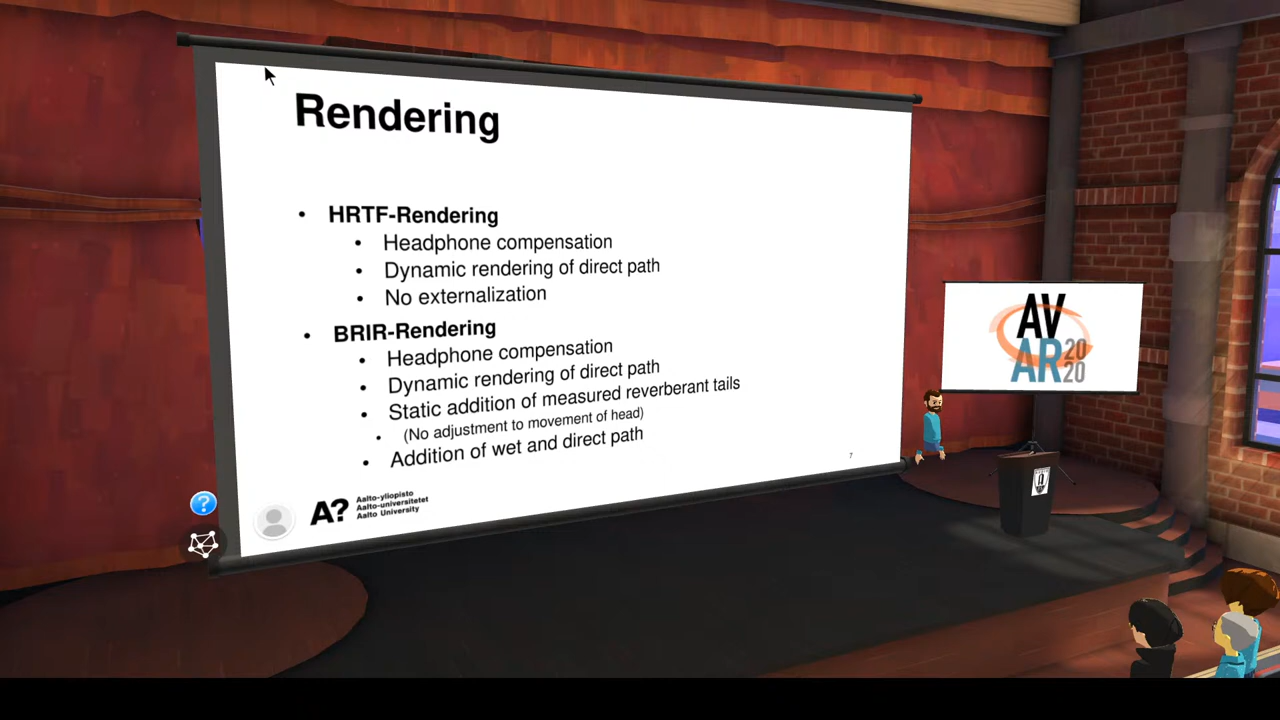 Rendering
• HRTF-Rendering
• Headphone compensation
• Dynamic rendering of direct path
• No externalization
• BRIR-Rendering
• Headphone compensation
• Dynamic rendering of direct path
• Static addition of measured reverberant tails
• (No adjustment to movement of head)
• Addition of wet and direct path
7
A?
Aalto-yliopisto
Aalto-universitetet
Aalto University
?
AV
AR 20
20